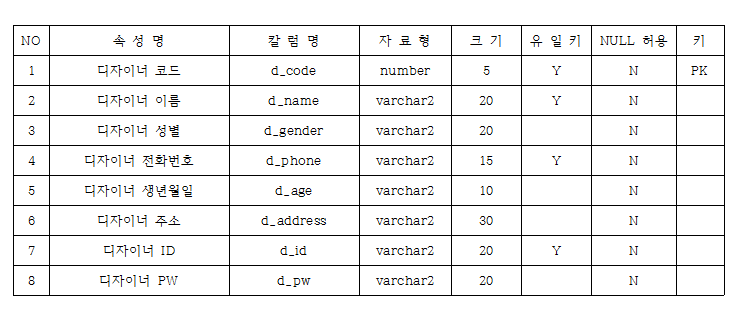 NO 속 성 명 칼 럼 명 자 료 형 크 기 유 일 키 NULL 허용 키
1 디자이너 코드 d_code number 5 Y N PK
2 디자이너 이름 d_name varchar2 20 Y N
3 디자이너 성별 d_gender varchar2 20 N
4 디자이너 전화번호 d_phone varchar2 15 Y N
5 디자이너 생년월일 d_age varchar2 10 N
6 디자이너 주소 d_address varchar2 30 N
7 디자이너 ID d_id varchar2 20 Y N
8 디자이너 PW d_pw varchar2 20 N